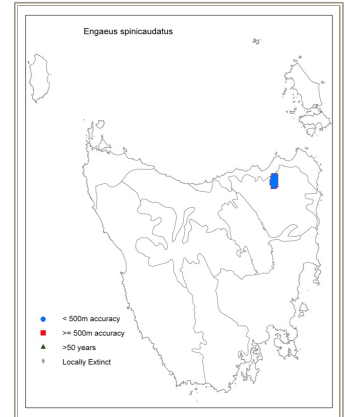 Engaeus spinicaudatus
< 500m accuracy
>= 500m accuracy
>50 years
Locally Extinct